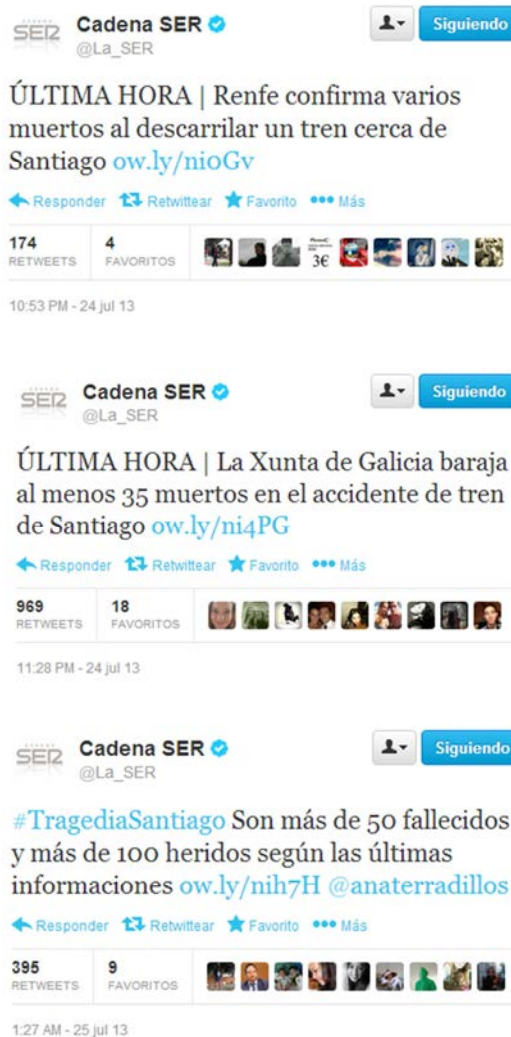 SER Cadena SER Siguiendo
@La_SER
ÚLTIMA HORA | Renfe confirma varios
muertos al descarrilar un tren cerca de
Santiago ow.ly/ni0Gv
Responder Retwittear Favorito Más
174 4
RETWEETS FAVORITOS
3€
10:53 PM - 24 jul 13
SER Cadena SER Siguiendo
@La_SER
ÚLTIMA HORA | La Xunta de Galicia baraja
al menos 35 muertos en el accidente de tren
de Santiago ow.ly/ni4PG
Responder Retwittear Favorito Más
969 18
RETWEETS FAVORITOS
11:28 PM - 24 jul 13
SER Cadena SER Siguiendo
@La_SER
#TragediaSantiago Son más de 50 fallecidos
y más de 100 heridos según las últimas
informaciones ow.ly/nih7H @anaterradillos
Responder Retwittear Favorito Más
395 9
RETWEETS FAVORITOS
1:27 AM - 25 jul 13